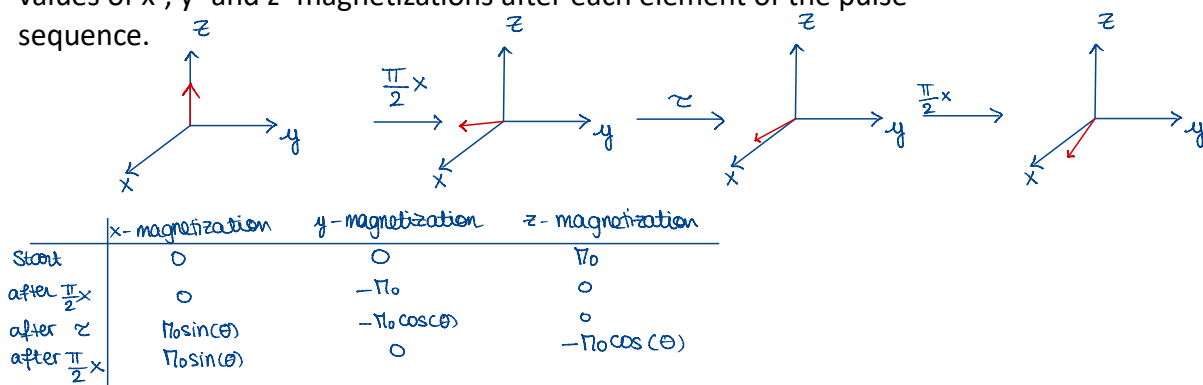 values of x-, y- and z- magnetizations after each element of the pulse
sequence.
z z z z
π/2 x τ π/2 x
y y y y
x x x x
x-magnetization y-magnetization z-magnetization
Start 0 0 M0
after π/2 x 0 -M0 0
after τ M0sin(θ) -M0cos(θ) 0
after π/2 x M0sin(θ) 0 -M0cos(θ)